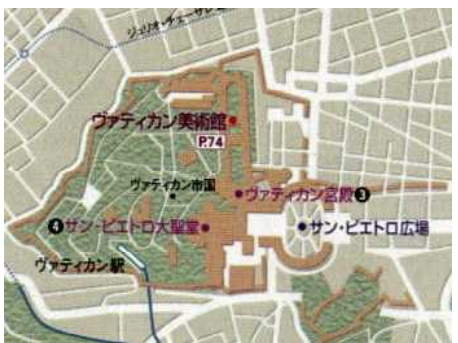 ジュリオ・チェーザレ
ヴァティカン美術館
P.74
ヴァティカン市国
ヴァティカン宮殿❸
❹サン・ピエトロ大聖堂
サン・ピエトロ広場
ヴァティカン駅